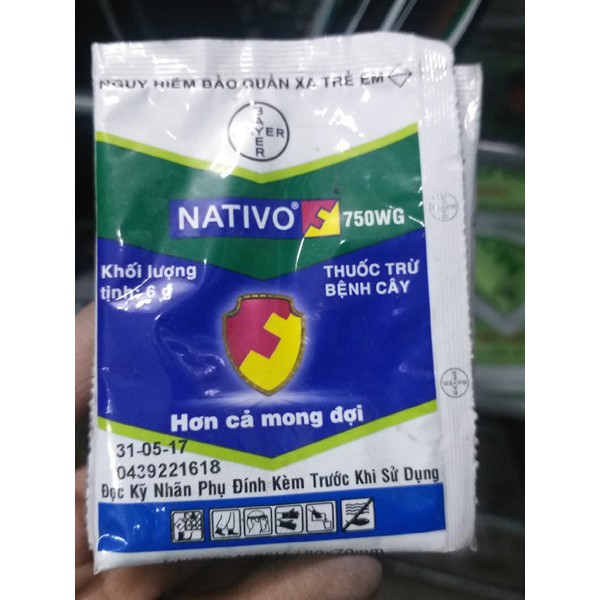 NGUY HIỂM BẢO QUẢN XA TRẺ EM
BAYER
BAYER
NATIVO® 750WG
Khối lượng
tịnh: 6 g
THUỐC TRỪ
BỆNH CÂY
Hơn cả mong đợi
31-05-17
0439221618
Đọc Kỹ Nhãn Phụ Đính Kèm Trước Khi Sử Dụng